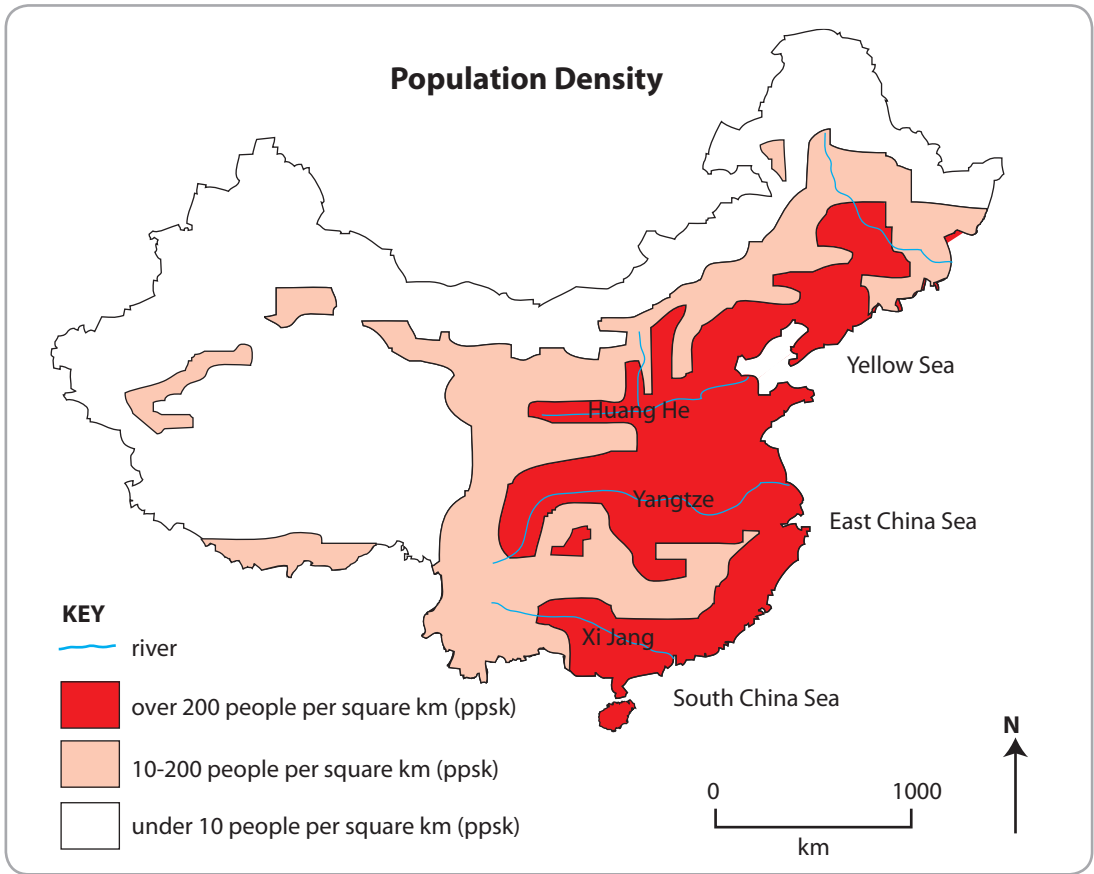 Population Density
Yellow Sea
Huang He
Yangtze
East China Sea
Xi Jang
South China Sea
KEY
river
over 200 people per square km (ppsk)
10-200 people per square km (ppsk)
under 10 people per square km (ppsk)
N
0 1000
km